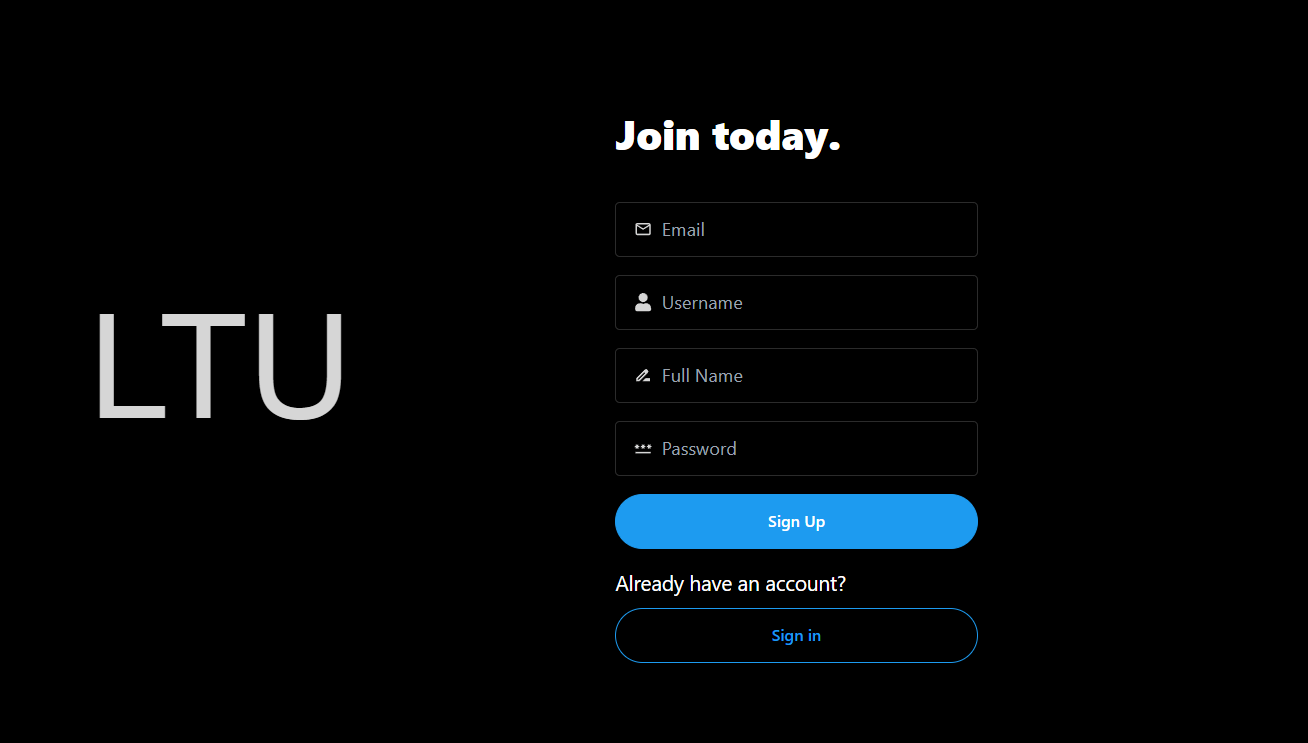 LTU
Join today.
Email
Username
Full Name
Password
Sign Up
Already have an account?
Sign in